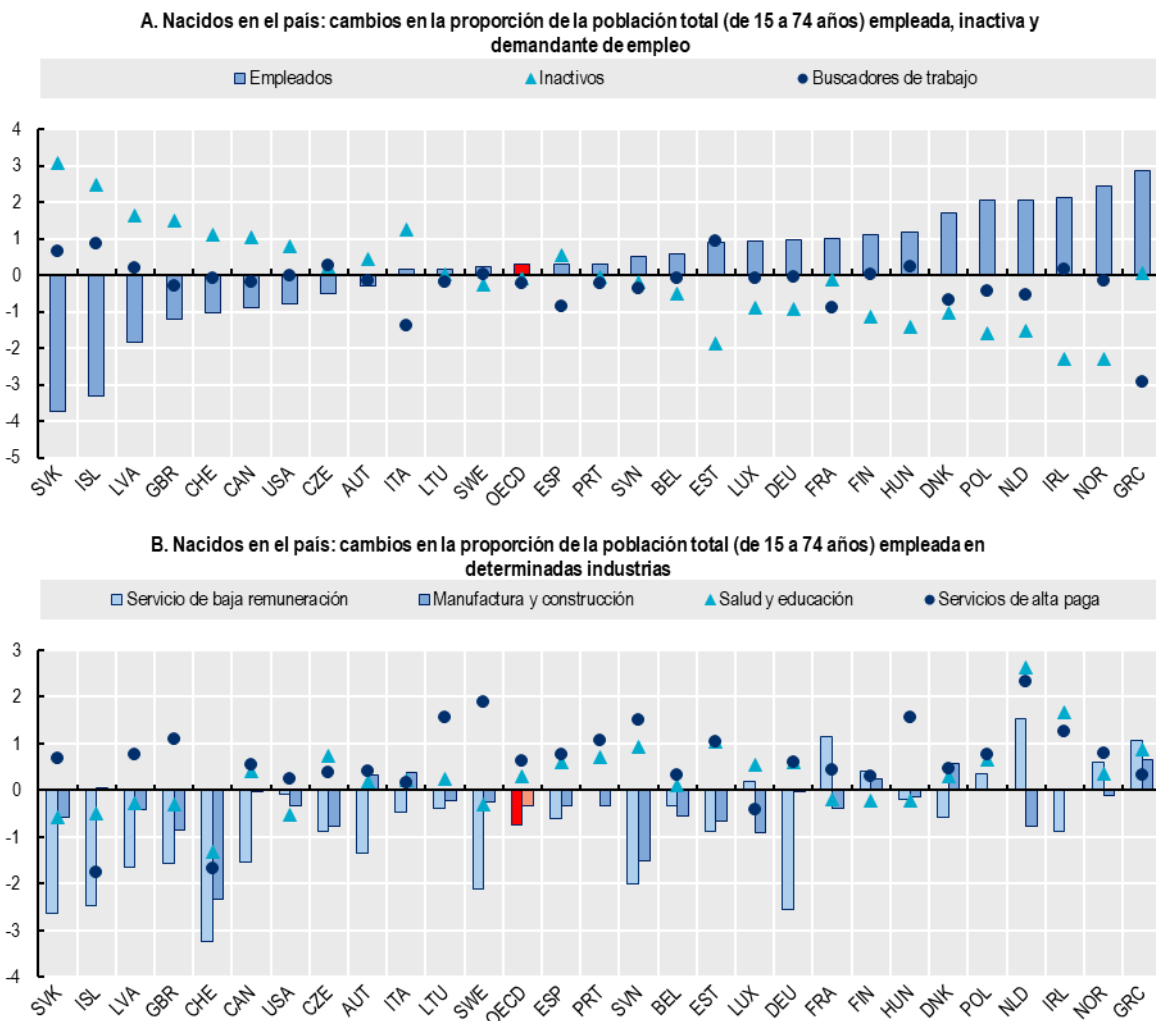 A. Nacidos en el país: cambios en la proporción de la población total (de 15 a 74 años) empleada, inactiva y
demandante de empleo
Empleados Inactivos Buscadores de trabajo
4
3
2
1
0
-1
-2
-3
-4
-5
SVK ISL LVA GBR CHE CAN USA CZE AUT ITA LTU SWE OECD ESP PRT SVN BEL EST LUX DEU FRA FIN HUN DNK POL NLD IRL NOR GRC
B. Nacidos en el país: cambios en la proporción de la población total (de 15 a 74 años) empleada en
determinadas industrias
Servicio de baja remuneración Manufactura y construcción Salud y educación Servicios de alta paga
3
2
1
0
-1
-2
-3
-4
SVK ISL LVA GBR CHE CAN USA CZE AUT ITA LTU SWE OECD ESP PRT SVN BEL EST LUX DEU FRA FIN HUN DNK POL NLD IRL NOR GRC